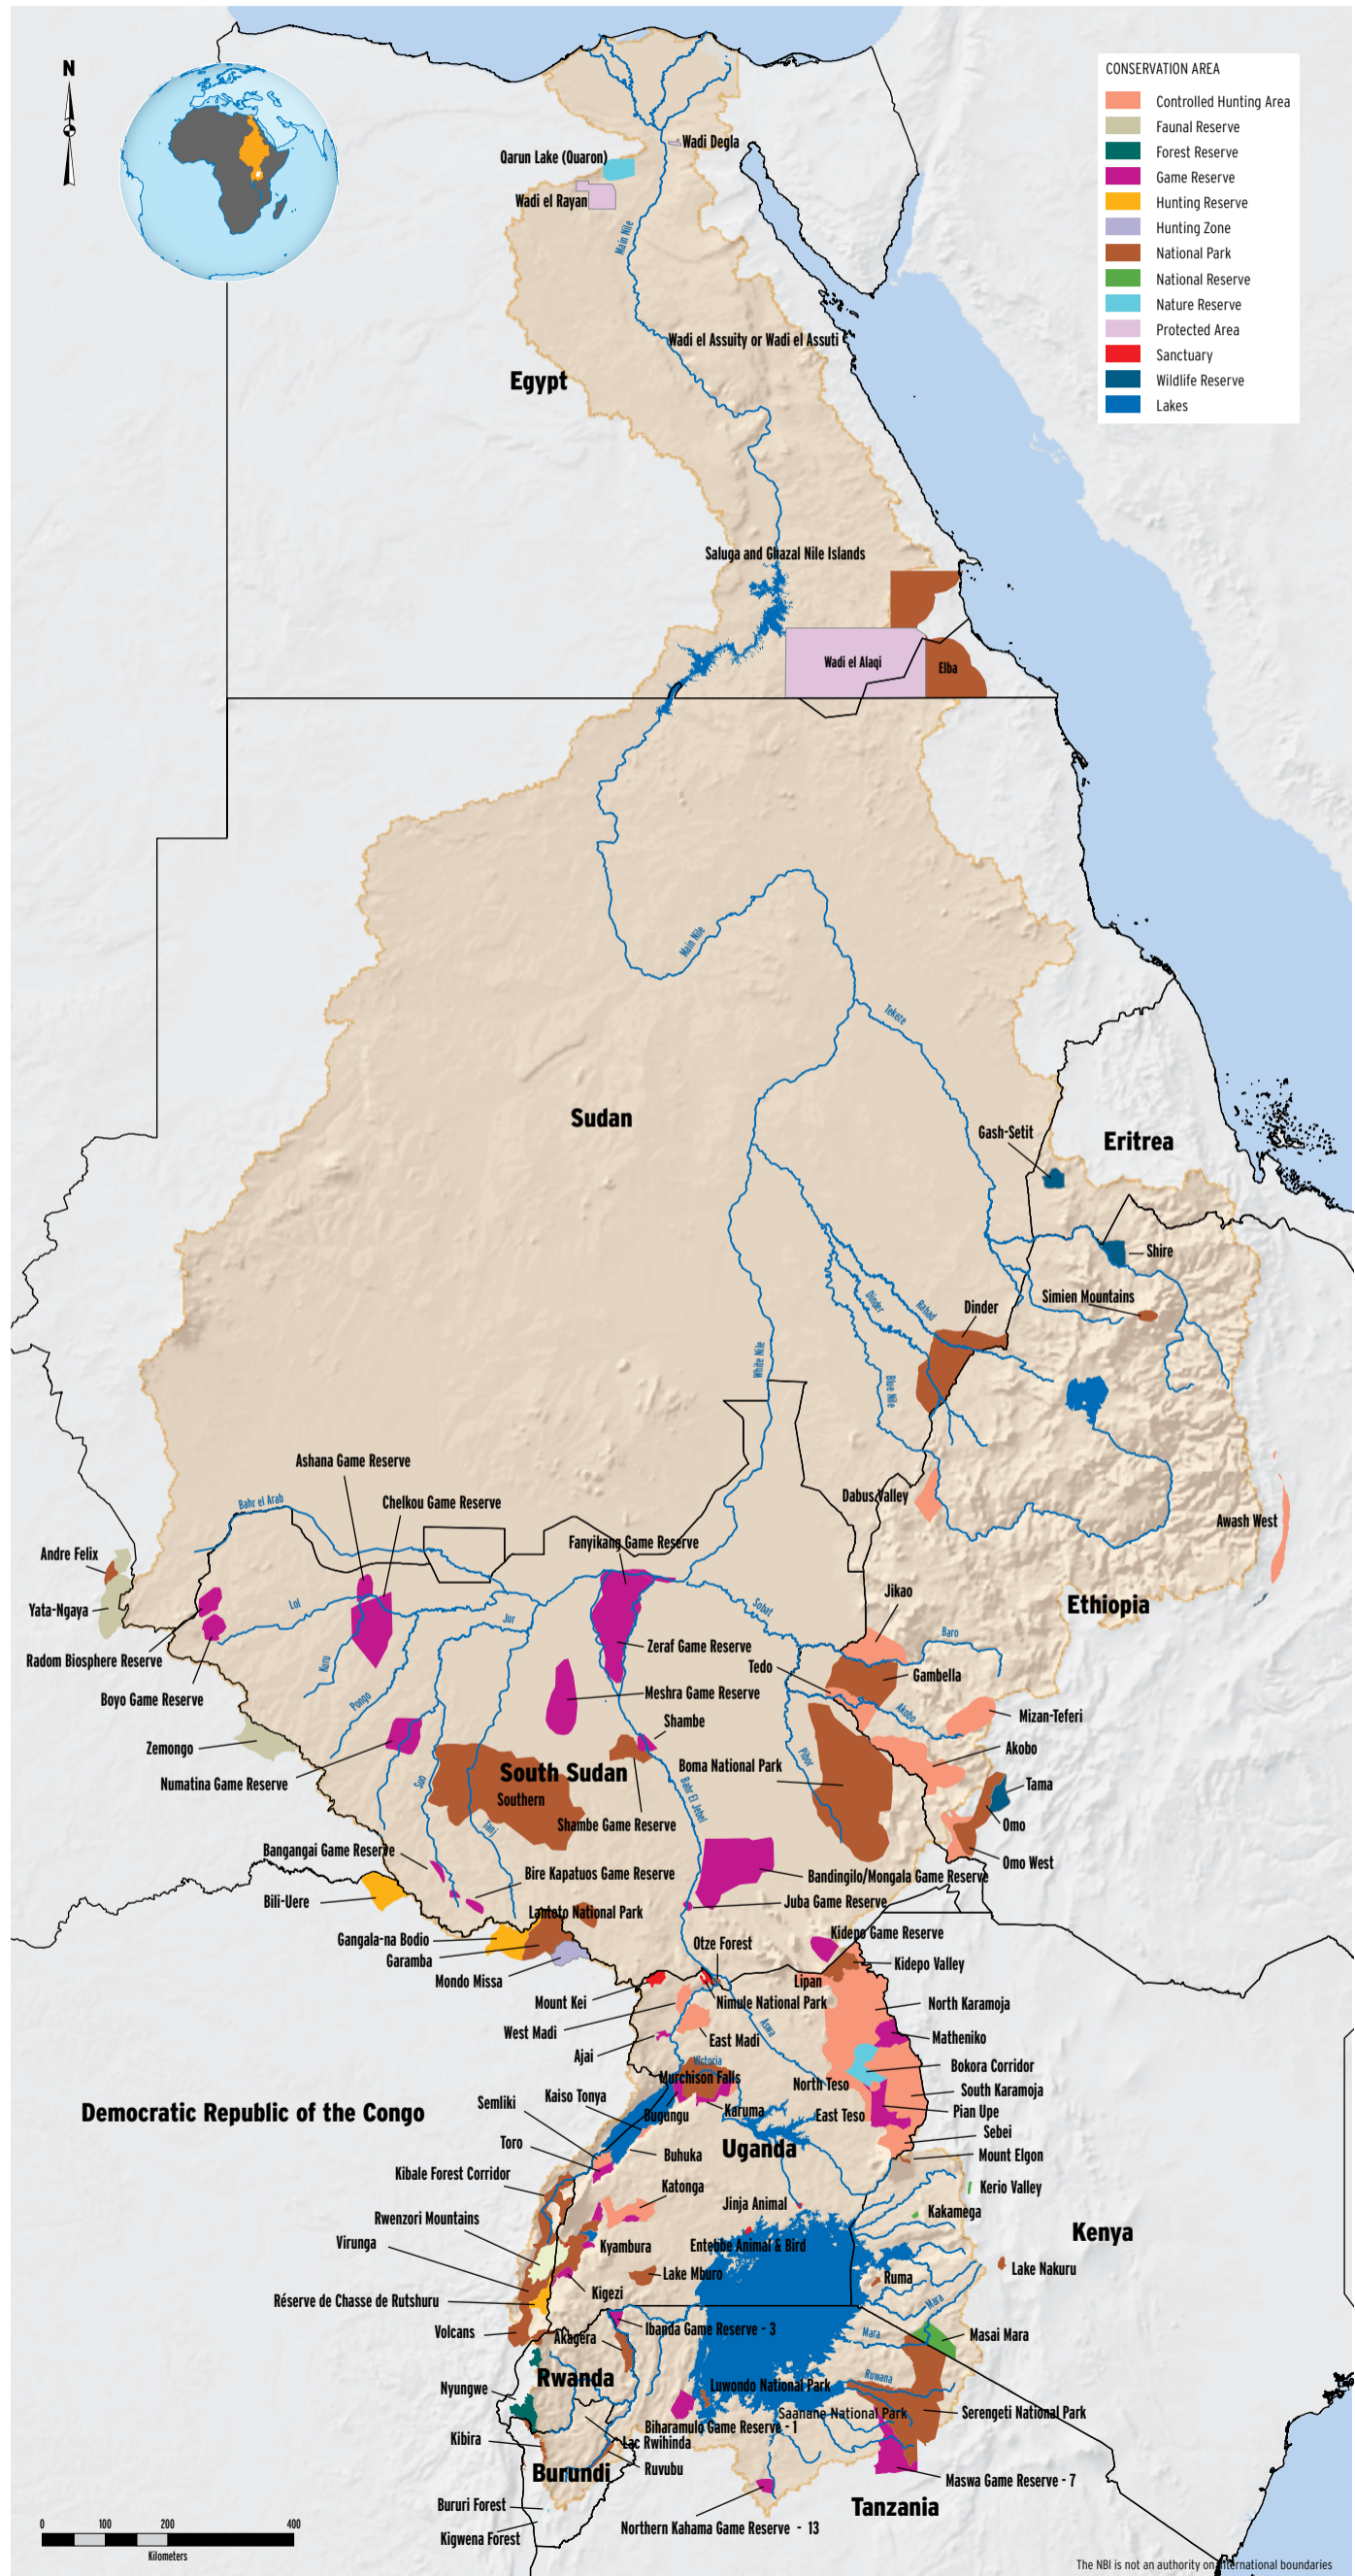 N
CONSERVATION AREA
Controlled Hunting Area
Faunal Reserve
Forest Reserve
Game Reserve
Hunting Reserve
Hunting Zone
National Park
National Reserve
Nature Reserve
Protected Area
Sanctuary
Wildlife Reserve
Lakes
Wadi Degla
Qarun Lake (Quaron)
Wadi el Rayan
Main Nile
Wadi el Assuity or Wadi el Assuti
Egypt
Saluga and Ghazal Nile Islands
Wadi el Alaqi
Elba
Main Nile
Tekeze
Sudan
Gash-Setit
Eritrea
Shire
Simien Mountains
Dinder
Rahad
Dinder
White Nile
Blue Nile
Ashana Game Reserve
Bahr el Arab
Chelkou Game Reserve
Dabus Valley
Awash West
Fanyikang Game Reserve
Andre Felix
Jikao
Ethiopia
Yata-Ngaya
Lol
Jur
Sobat
Baro
Radom Biosphere Reserve
Kuru
Zeraf Game Reserve
Tedo
Gambella
Boyo Game Reserve
Pongo
Meshra Game Reserve
Akobo
Mizan-Teferi
Shambe
Zemongo
Akobo
Numatina Game Reserve
South Sudan
Boma National Park
Pibor
Tama
Suo
Southern
Bahr El Jebel
Shambe Game Reserve
Omo
Tanj
Bangangai Game Reserve
Omo West
Bire Kapatuos Game Reserve
Bandingilo/Mongala Game Reserve
Bili-Uere
Juba Game Reserve
Lantoto National Park
Gangala-na Bodio
Kidepo Game Reserve
Garamba
Otze Forest
Kidepo Valley
Mondo Missa
Lipan
Mount Kei
Nimule National Park
North Karamoja
West Madi
Aswa
East Madi
Matheniko
Ajai
Victoria
Bokora Corridor
Murchison Falls
North Teso
South Karamoja
Kaiso Tonya
Semliki
Karuma
Pian Upe
Democratic Republic of the Congo
Bugungu
East Teso
Sebei
Toro
Uganda
Buhuka
Mount Elgon
Kibale Forest Corridor
Katonga
Kerio Valley
Jinja Animal
Kakamega
Rwenzori Mountains
Kenya
Virunga
Kyambura
Entebbe Animal & Bird
Lake Nakuru
Lake Mburo
Ruma
Kigezi
Réserve de Chasse de Rutshuru
Mara
Ibanda Game Reserve - 3
Volcans
Akagera
Mara
Masai Mara
Rwanda
Ruwana
Luwondo National Park
Nyungwe
Saanane National Park
Serengeti National Park
Biharamulo Game Reserve - 1
Kibira
Lac Rwihinda
Ruvubu
Burundi
Maswa Game Reserve - 7
Bururi Forest
Tanzania
Northern Kahama Game Reserve - 13
Kigwena Forest
0 100 200 400
Kilometers
The NBI is not an authority on international boundaries